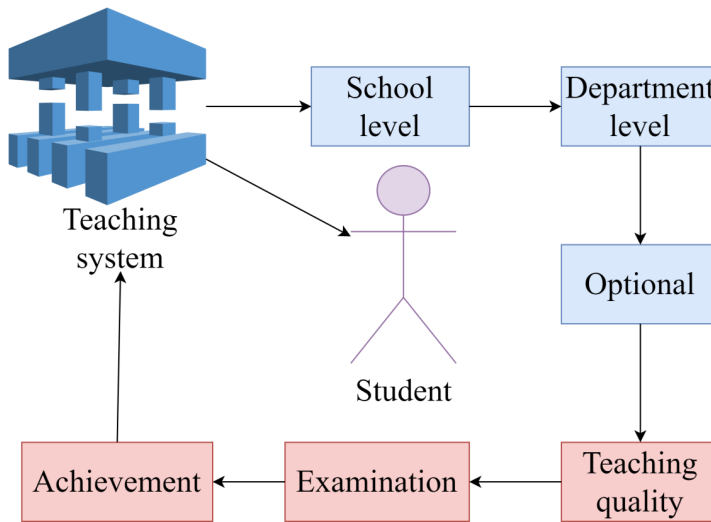 School
level
Department
level
Teaching
system
Optional
Student
Achievement
Examination
Teaching
quality